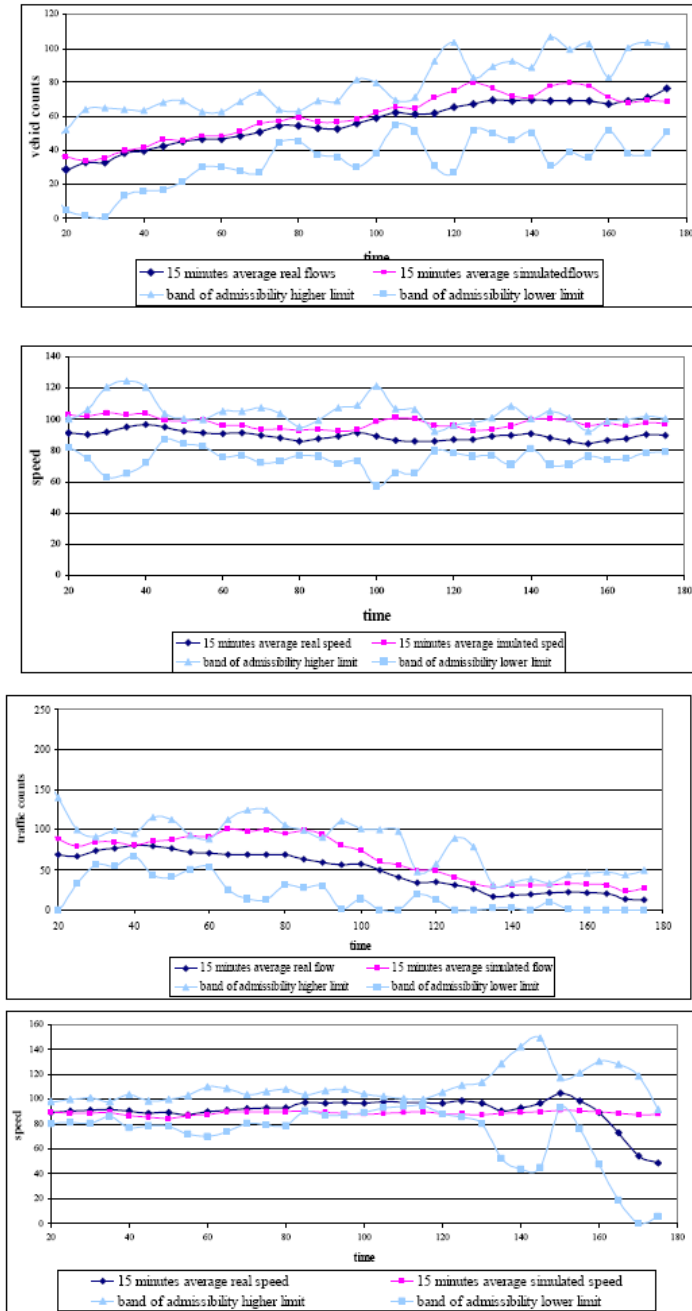 120
100
80
60
40
20
0
vehid counts
20 40 60 80 100 120 140 160 180
time
15 minutes average real flows 15 minutes average simulatedflows
band of admissibility higher limit band of admissibility lower limit
140
120
100
80
60
40
20
0
speed
20 40 60 80 100 120 140 160 180
time
15 minutes average real speed 15 minutes average imulated sped
band of admissibility higher limit band of admissibility lower limit
250
200
150
100
50
0
traffic counts
20 40 60 80 100 120 140 160 180
time
15 minutes average real flow 15 minutes average simulated flow
band of admissibility higher limit band of admissibility lower limit
160
140
120
100
80
60
40
20
0
speed
20 40 60 80 100 120 140 160 180
time
15 minutes average real speed 15 minutes average simulated speed
band of admissibility higher limit band of admissibility lower limit